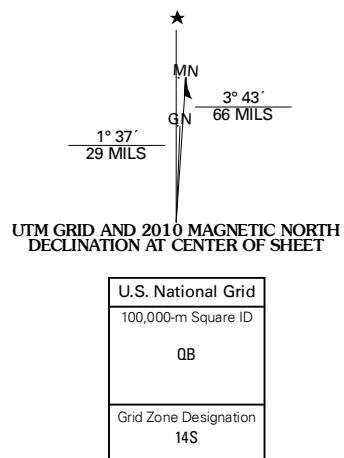 ★
MN
GN
3° 43´
66 MILS
1° 37´
29 MILS
UTM GRID AND 2010 MAGNETIC NORTH
DECLINATION AT CENTER OF SHEET
U.S. National Grid
100,000-m Square ID
QB
Grid Zone Designation
14S